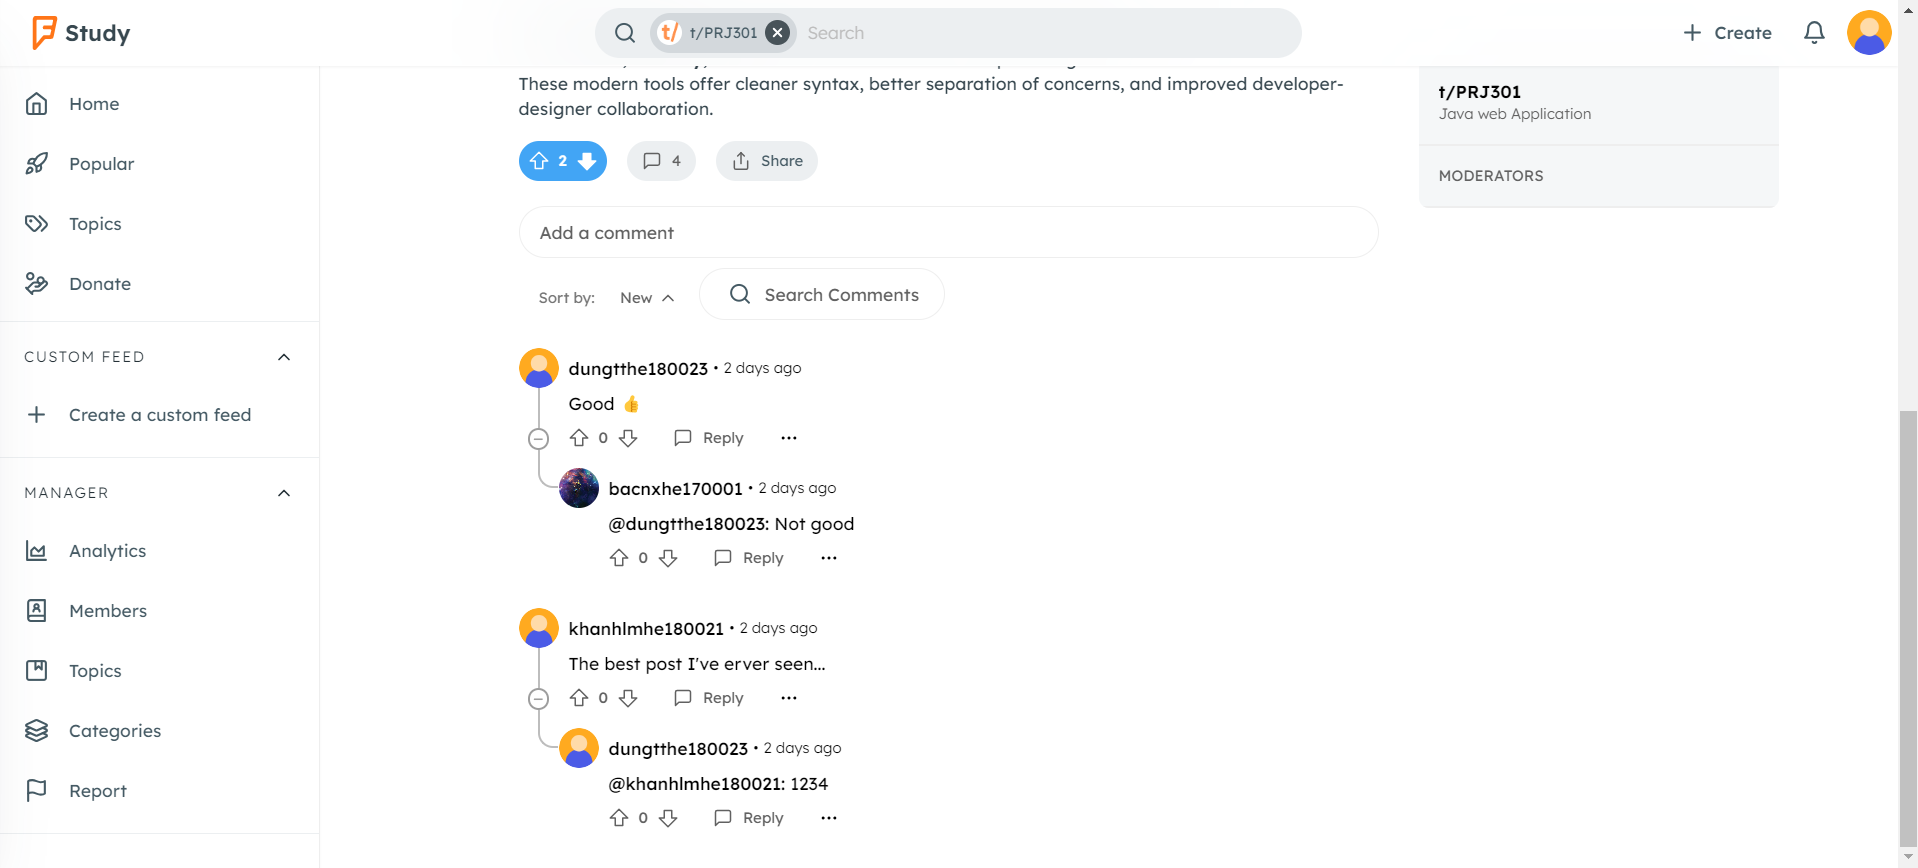 Study
t/
t/PRJ301
Search
Create
Home
Popular
Topics
Donate
CUSTOM FEED
Create a custom feed
MANAGER
Analytics
Members
Topics
Categories
Report
These modern tools offer cleaner syntax, better separation of concerns, and improved developer-
designer collaboration.
2
4
Share
Add a comment
Sort by:
New
Search Comments
dungtthe180023 • 2 days ago
Good 👍
0
Reply
bacnxhe170001 • 2 days ago
@dungtthe180023: Not good
0
Reply
khanhlmhe180021 • 2 days ago
The best post I've erver seen...
0
Reply
dungtthe180023 • 2 days ago
@khanhlmhe180021: 1234
0
Reply
t/PRJ301
Java web Application
MODERATORS